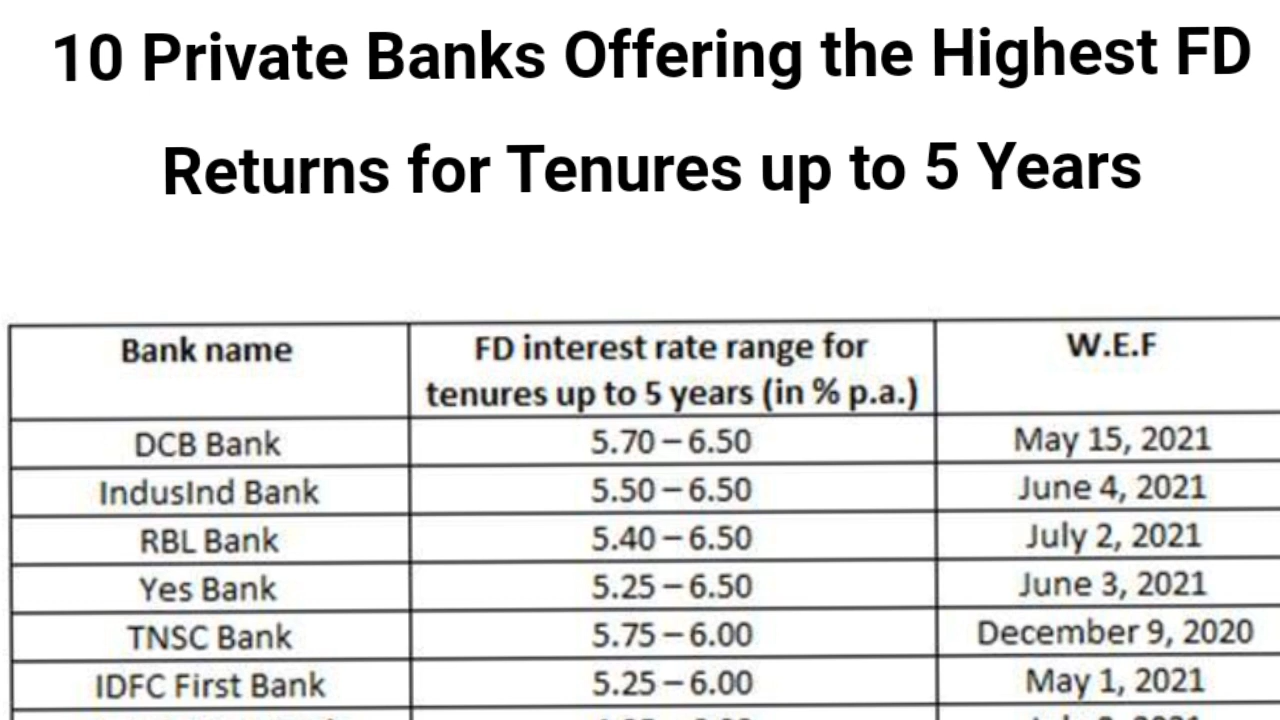 10 Private Banks Offering the Highest FD
Returns for Tenures up to 5 Years
Bank name
FD interest rate range for
tenures up to 5 years (in % p.a.)
W.E.F
DCB Bank 5.70 – 6.50 May 15, 2021
IndusInd Bank 5.50 – 6.50 June 4, 2021
RBL Bank 5.40 – 6.50 July 2, 2021
Yes Bank 5.25 – 6.50 June 3, 2021
TNSC Bank 5.75 – 6.00 December 9, 2020
IDFC First Bank 5.25 – 6.00 May 1, 2021